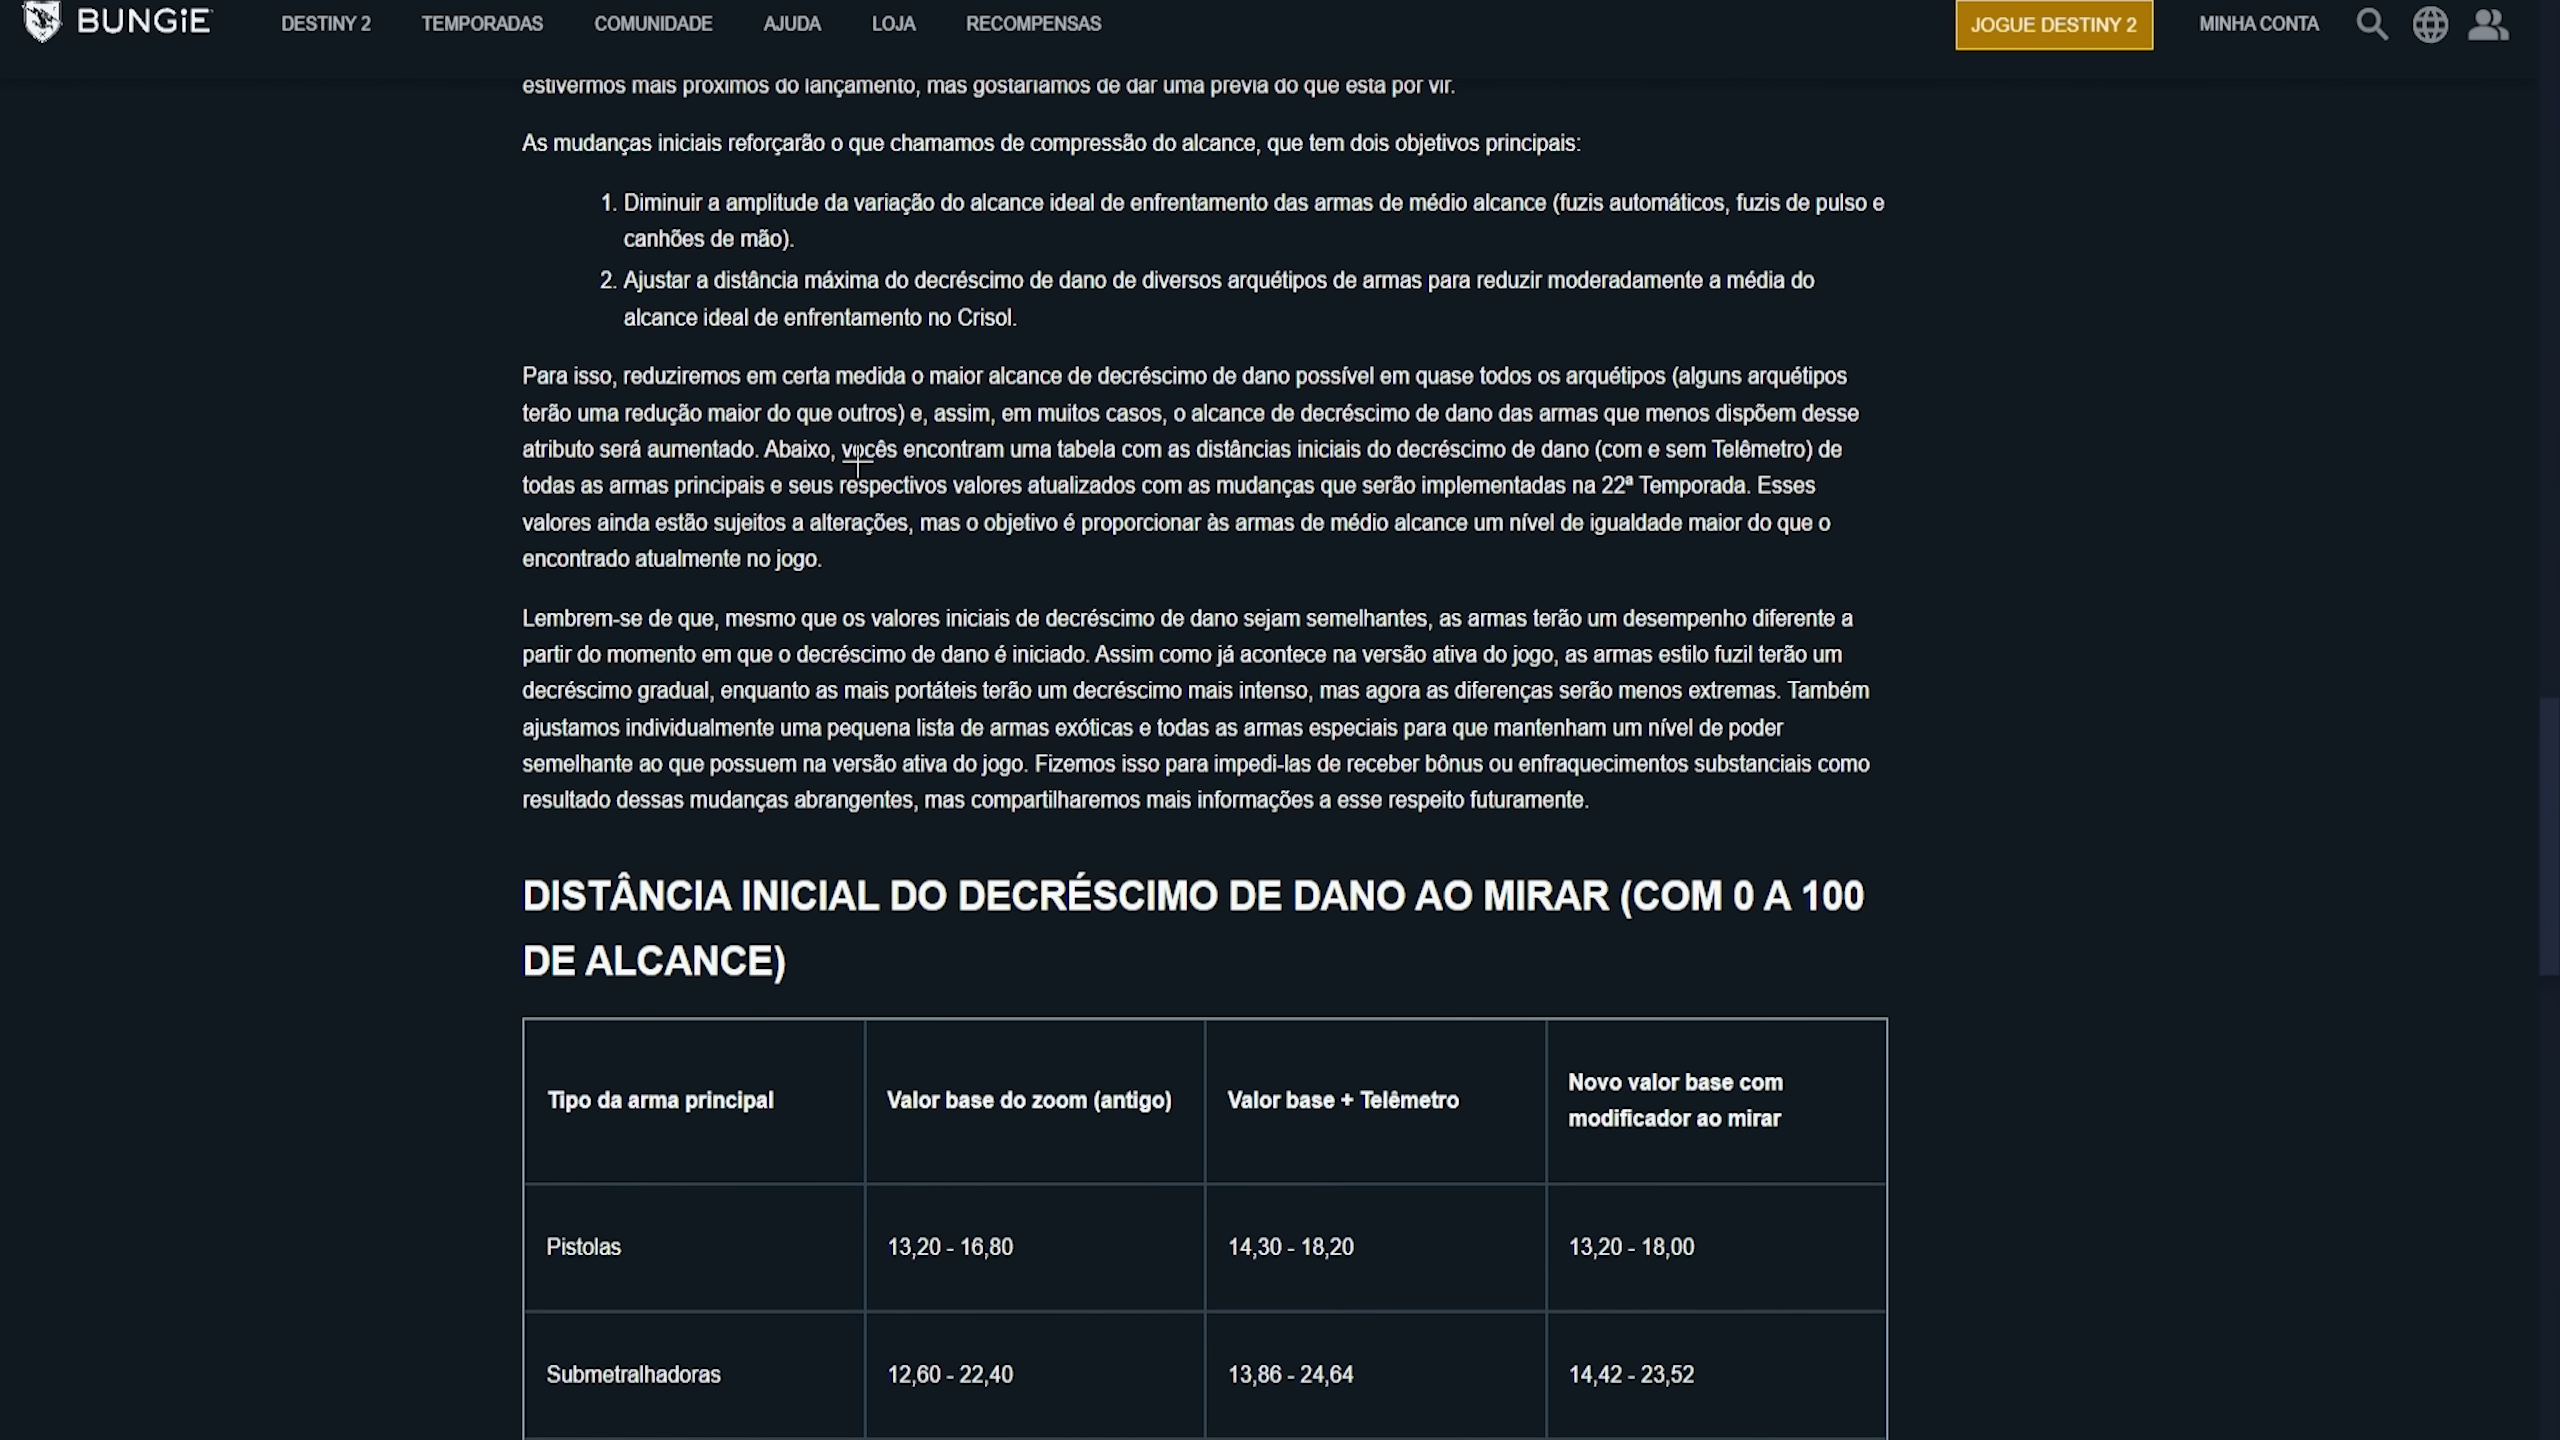 BUNGiE DESTINY 2 TEMPORADAS COMUNIDADE AJUDA LOJA RECOMPENSAS JOGUE DESTINY 2 MINHA CONTA
estivermos mais próximos do lançamento, mas gostaríamos de dar uma prévia do que está por vir.
As mudanças iniciais reforçarão o que chamamos de compressão do alcance, que tem dois objetivos principais:
1. Diminuir a amplitude da variação do alcance ideal de enfrentamento das armas de médio alcance (fuzis automáticos, fuzis de pulso e
canhões de mão).
2. Ajustar a distância máxima do decréscimo de dano de diversos arquétipos de armas para reduzir moderadamente a média do
alcance ideal de enfrentamento no Crisol.
Para isso, reduziremos em certa medida o maior alcance de decréscimo de dano possível em quase todos os arquétipos (alguns arquétipos
terão uma redução maior do que outros) e, assim, em muitos casos, o alcance de decréscimo de dano das armas que menos dispõem desse
atributo será aumentado. Abaixo, vocês encontram uma tabela com as distâncias iniciais do decréscimo de dano (com e sem Telêmetro) de
todas as armas principais e seus respectivos valores atualizados com as mudanças que serão implementadas na 22ª Temporada. Esses
valores ainda estão sujeitos a alterações, mas o objetivo é proporcionar às armas de médio alcance um nível de igualdade maior do que o
encontrado atualmente no jogo.
Lembrem-se de que, mesmo que os valores iniciais de decréscimo de dano sejam semelhantes, as armas terão um desempenho diferente a
partir do momento em que o decréscimo de dano é iniciado. Assim como já acontece na versão ativa do jogo, as armas estilo fuzil terão um
decréscimo gradual, enquanto as mais portáteis terão um decréscimo mais intenso, mas agora as diferenças serão menos extremas. Também
ajustamos individualmente uma pequena lista de armas exóticas e todas as armas especiais para que mantenham um nível de poder
semelhante ao que possuem na versão ativa do jogo. Fizemos isso para impedi-las de receber bônus ou enfraquecimentos substanciais como
resultado dessas mudanças abrangentes, mas compartilharemos mais informações a esse respeito futuramente.
DISTÂNCIA INICIAL DO DECRÉSCIMO DE DANO AO MIRAR (COM 0 A 100
DE ALCANCE)
Tipo da arma principal
Valor base do zoom (antigo)
Valor base + Telêmetro
Novo valor base com
modificador ao mirar
Pistolas 13,20 - 16,80 14,30 - 18,20 13,20 - 18,00
Submetralhadoras 12,60 - 22,40 13,86 - 24,64 14,42 - 23,52